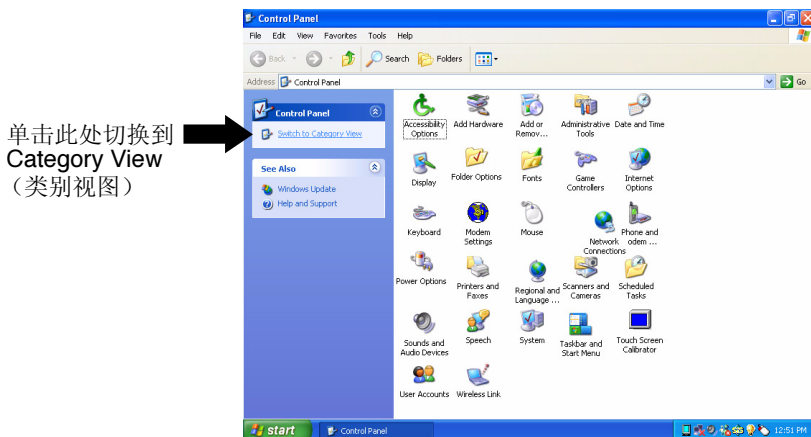 单击此处切换到
Category View
（类别视图）
Control Panel
File Edit View Favorites Tools Help
Back Search Folders
Address Control Panel Go
Control Panel
Switch to Category View
See Also
Windows Update
Help and Support
Accessibility
Options
Add Hardware
Add or
Remov...
Administrative
Tools
Date and Time
Display
Folder Options
Fonts
Game
Controllers
Internet
Options
Keyboard
Modem
Settings
Mouse
Network
Connections
Phone and
odem ...
Power Options
Printers and
Faxes
Regional and
Language ...
Scanners and
Cameras
Scheduled
Tasks
Sounds and
Audio Devices
Speech
System
Taskbar and
Start Menu
Touch Screen
Calibrator
User Accounts
Wireless Link
start Control Panel 12:51 PM